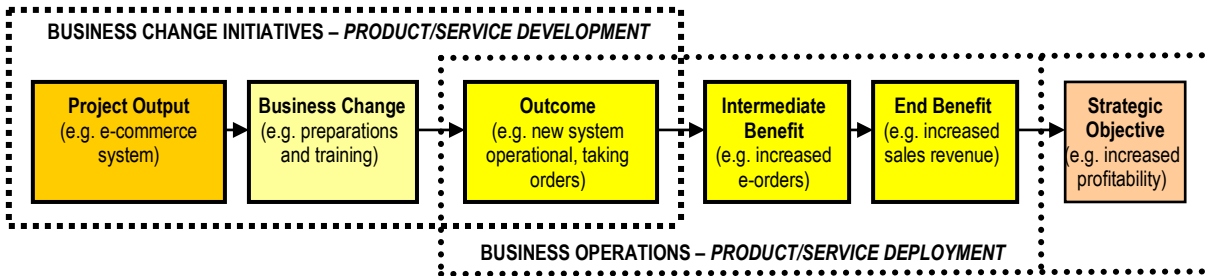 BUSINESS CHANGE INITIATIVES – PRODUCT/SERVICE DEVELOPMENT
Project Output
(e.g. e-commerce
system)
Business Change
(e.g. preparations
and training)
Outcome
(e.g. new system
operational, taking
orders)
Intermediate
Benefit
(e.g. increased
e-orders)
End Benefit
(e.g. increased
sales revenue)
Strategic
Objective
(e.g. increased
profitability)
BUSINESS OPERATIONS – PRODUCT/SERVICE DEPLOYMENT